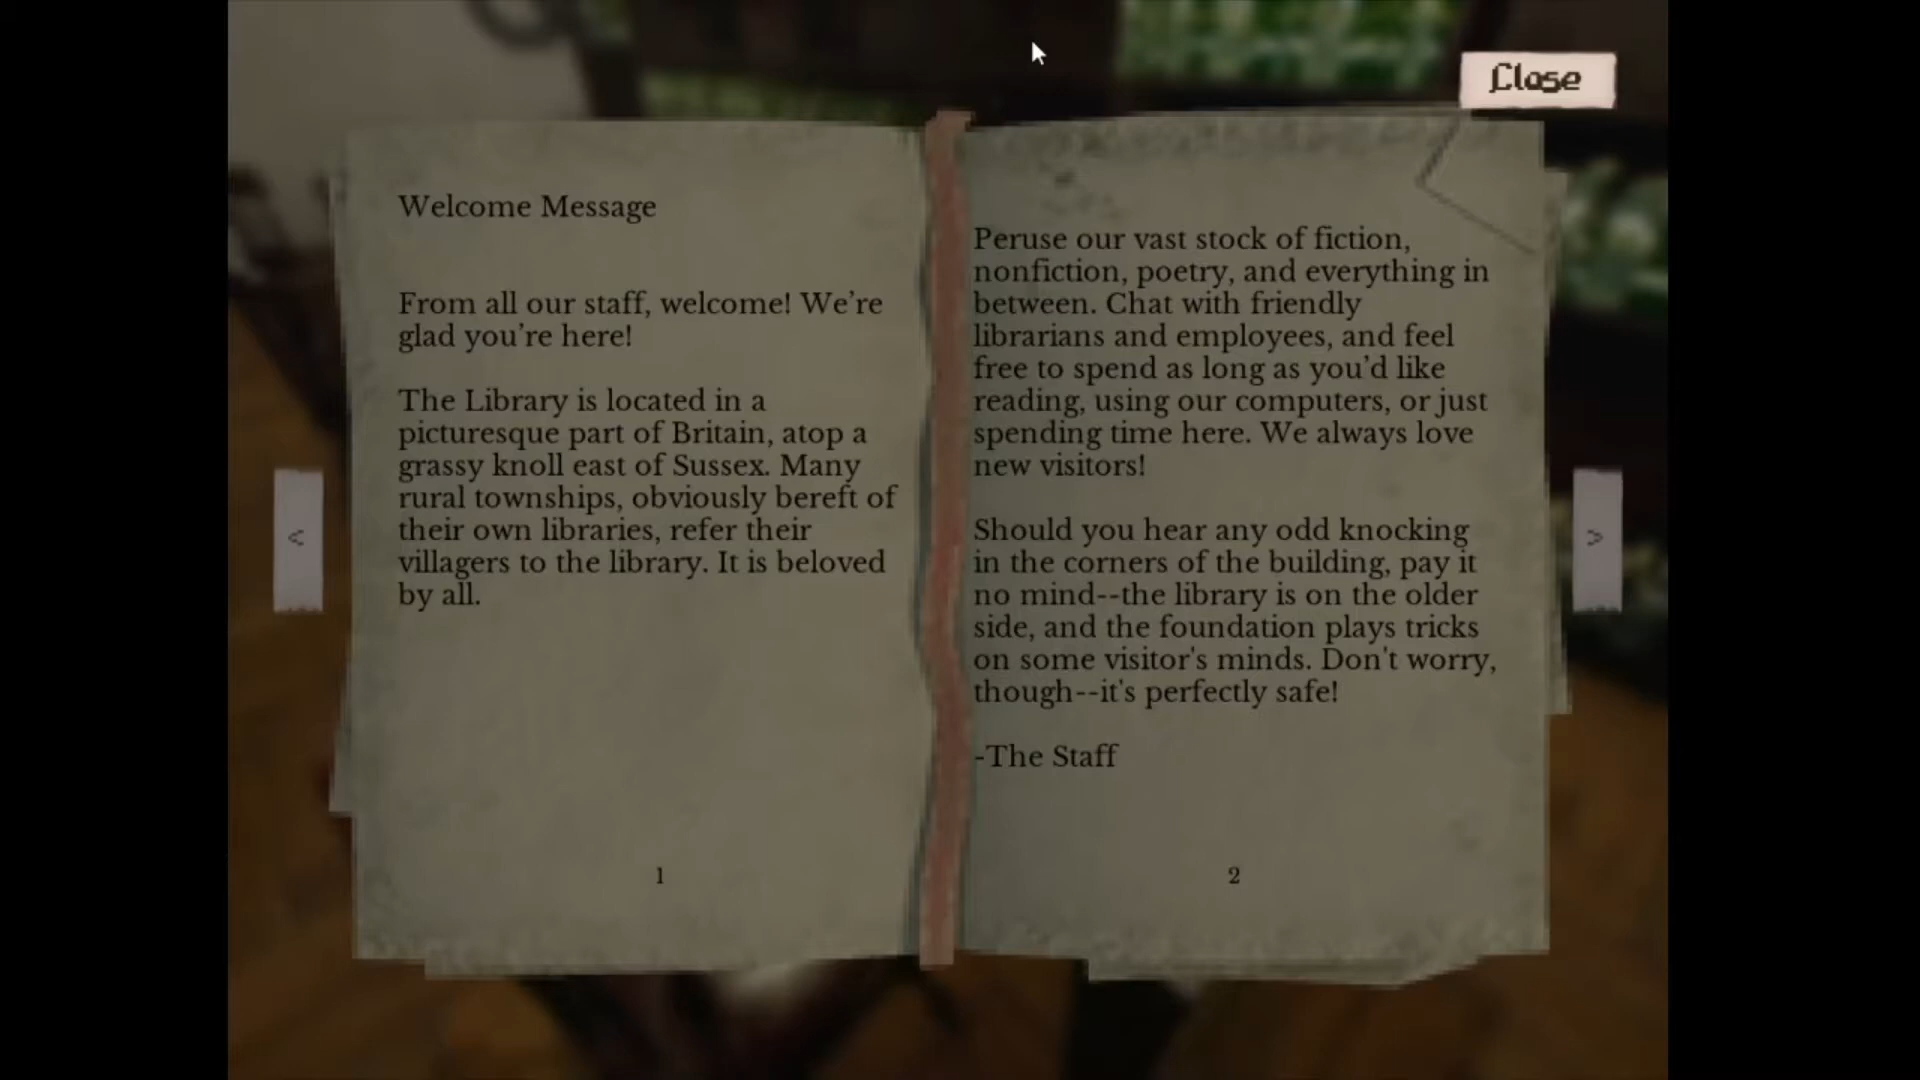 Close
Welcome Message
From all our staff, welcome! We’re
glad you’re here!
The Library is located in a
picturesque part of Britain, atop a
grassy knoll east of Sussex. Many
rural townships, obviously bereft of
their own libraries, refer their
villagers to the library. It is beloved
by all.
1
Peruse our vast stock of fiction,
nonfiction, poetry, and everything in
between. Chat with friendly
librarians and employees, and feel
free to spend as long as you’d like
reading, using our computers, or just
spending time here. We always love
new visitors!
Should you hear any odd knocking
in the corners of the building, pay it
no mind--the library is on the older
side, and the foundation plays tricks
on some visitor's minds. Don't worry,
though--it's perfectly safe!
-The Staff
2
<
>